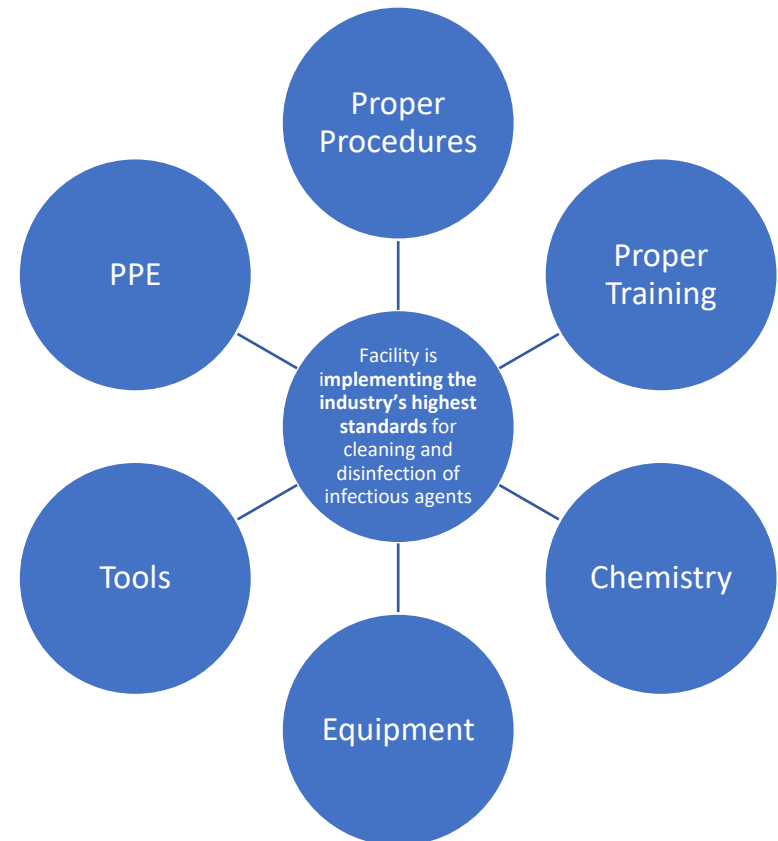 Proper
Procedures
Proper
Training
Chemistry
Equipment
Tools
PPE
Facility is
implementing the
industry’s highest
standards for
cleaning and
disinfection of
infectious agents